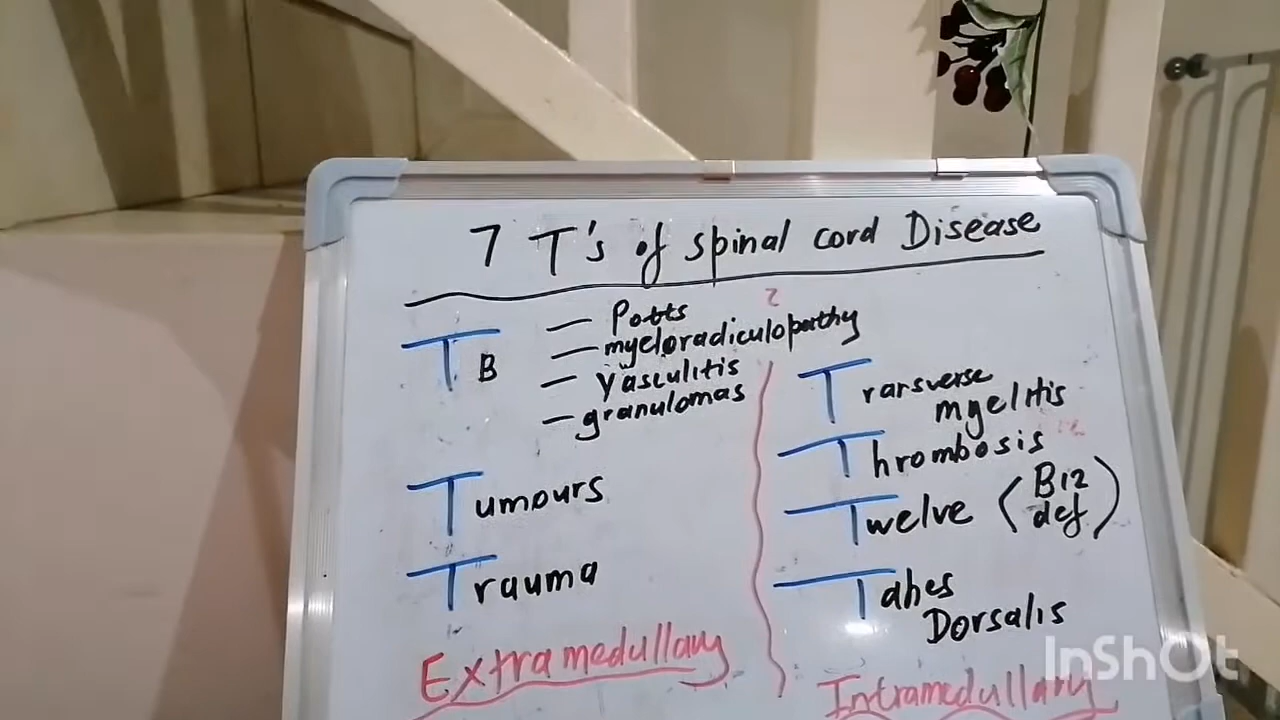 7 T's of spinal cord Disease
TB
— Potts
— myeloradiculopathy
— Vasculitis
— granulomas
Tumours
Trauma
Extramedullary
Transverse
myelitis
Thrombosis
Twelve (B12
def)
Tabes
Dorsalis
Intramedullary
InShOt